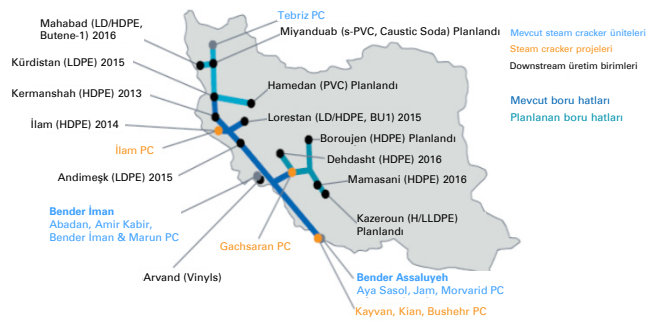 Tebriz PC
Mahabad (LD/HDPE,
Butene-1) 2016
Miyanduab (s-PVC, Caustic Soda) Planlandı
Kürdistan (LDPE) 2015
Hamedan (PVC) Planlandı
Kermanshah (HDPE) 2013
Lorestan (LD/HDPE, BU1) 2015
İlam (HDPE) 2014
Boroujen (HDPE) Planlandı
İlam PC
Dehdasht (HDPE) 2016
Andimeşk (LDPE) 2015
Mamasani (HDPE) 2016
Bender İman
Abadan, Amir Kabir,
Bender İman & Marun PC
Kazeroun (H/LLDPE)
Planlandı
Gachsaran PC
Arvand (Vinyls)
Bender Assaluyeh
Aya Sasol, Jam, Morvarid PC
Kayvan, Kian, Bushehr PC
Mevcut steam cracker üniteleri
Steam cracker projeleri
Downstream üretim birimleri
Mevcut boru hatları
Planlanan boru hatları